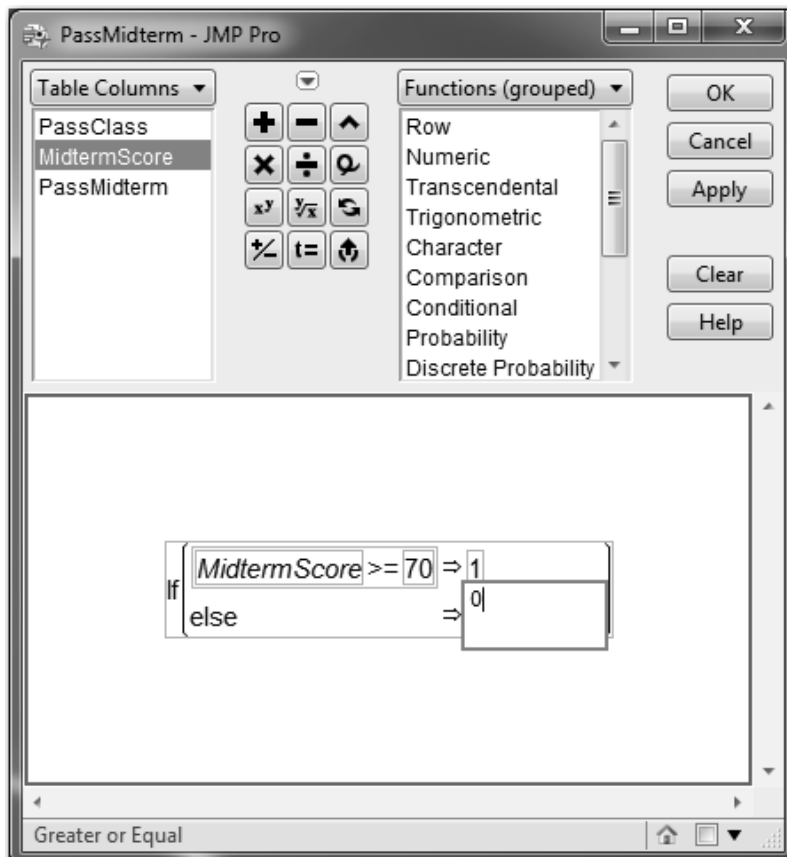 PassMidterm - JMP Pro
Table Columns ▼
PassClass
MidtermScore
PassMidterm
+ − ^
× ÷
xʸ ʸ√x
+/− t=
Functions (grouped) ▼
Row
Numeric
Transcendental
Trigonometric
Character
Comparison
Conditional
Probability
Discrete Probability
OK
Cancel
Apply
Clear
Help
If
MidtermScore >= 70 ⇒ 1
else ⇒ 0
Greater or Equal